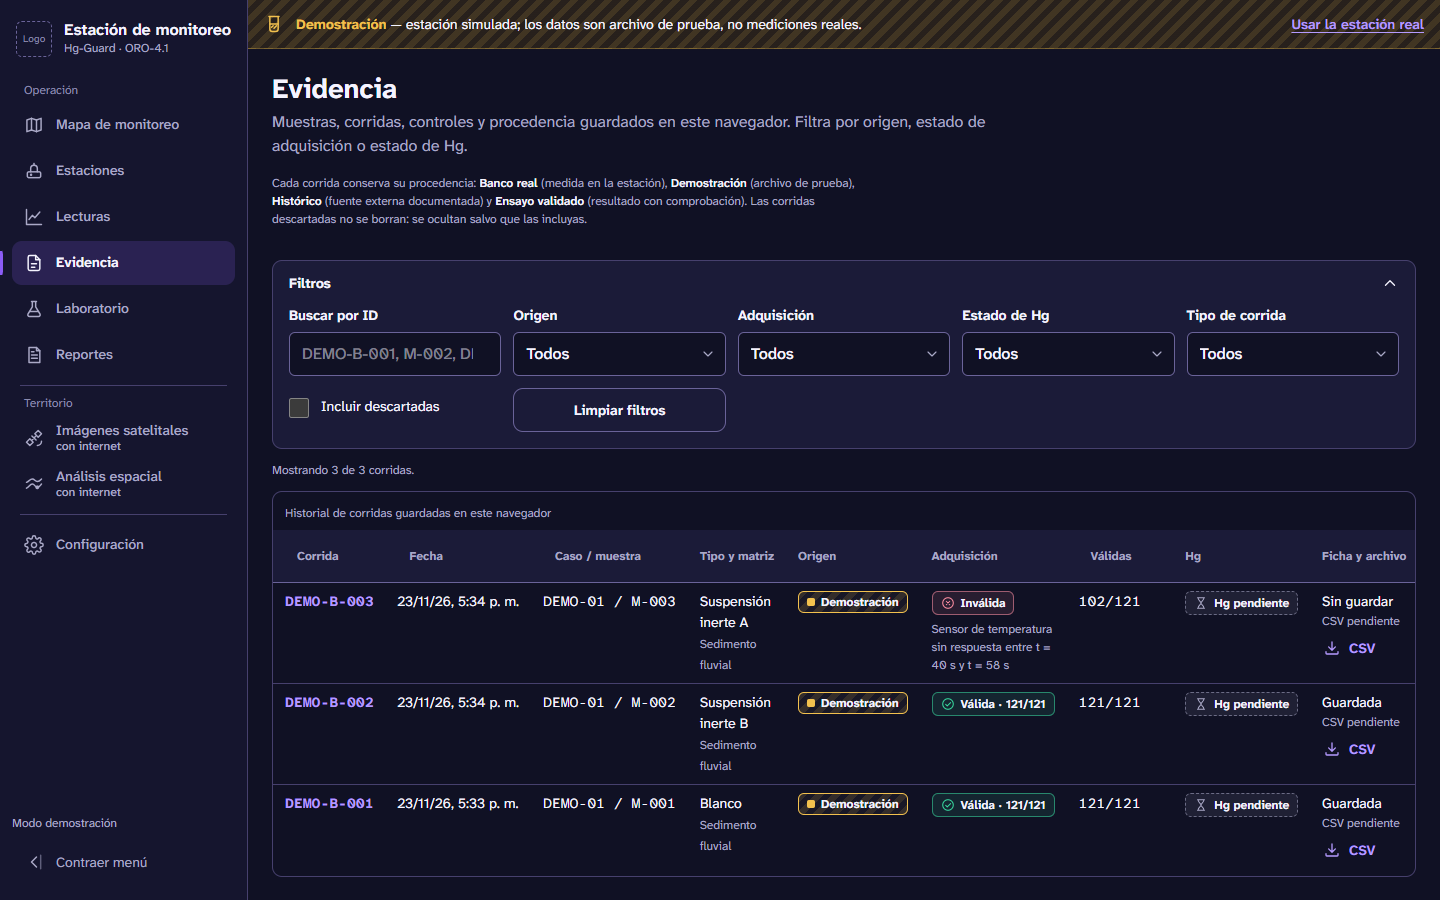 Logo
Estación de monitoreo
Hg-Guard · ORO-4.1
Operación
Mapa de monitoreo
Estaciones
Lecturas
Evidencia
Laboratorio
Reportes
Territorio
Imágenes satelitales
con internet
Análisis espacial
con internet
Configuración
Modo demostración
Contraer menú
Demostración — estación simulada; los datos son archivo de prueba, no mediciones reales.
Usar la estación real
Evidencia
Muestras, corridas, controles y procedencia guardados en este navegador. Filtra por origen, estado de
adquisición o estado de Hg.
Cada corrida conserva su procedencia: Banco real (medida en la estación), Demostración (archivo de prueba),
Histórico (fuente externa documentada) y Ensayo validado (resultado con comprobación). Las corridas
descartadas no se borran: se ocultan salvo que las incluyas.
Filtros
Buscar por ID Origen Adquisición Estado de Hg Tipo de corrida
DEMO-B-001, M-002, DI Todos Todos Todos Todos
Incluir descartadas Limpiar filtros
Mostrando 3 de 3 corridas.
Historial de corridas guardadas en este navegador
Corrida Fecha Caso / muestra Tipo y matriz Origen Adquisición Válidas Hg Ficha y archivo
DEMO-B-003 23/11/26, 5:34 p. m. DEMO-01 / M-003 Suspensión Demostración Inválida 102/121 Hg pendiente Sin guardar
inerte A Sensor de temperatura CSV pendiente
Sedimento sin respuesta entre t = CSV
fluvial 40 s y t = 58 s
DEMO-B-002 23/11/26, 5:34 p. m. DEMO-01 / M-002 Suspensión Demostración Válida · 121/121 121/121 Hg pendiente Guardada
inerte B CSV pendiente
Sedimento CSV
fluvial
DEMO-B-001 23/11/26, 5:33 p. m. DEMO-01 / M-001 Blanco Demostración Válida · 121/121 121/121 Hg pendiente Guardada
Sedimento CSV pendiente
fluvial CSV